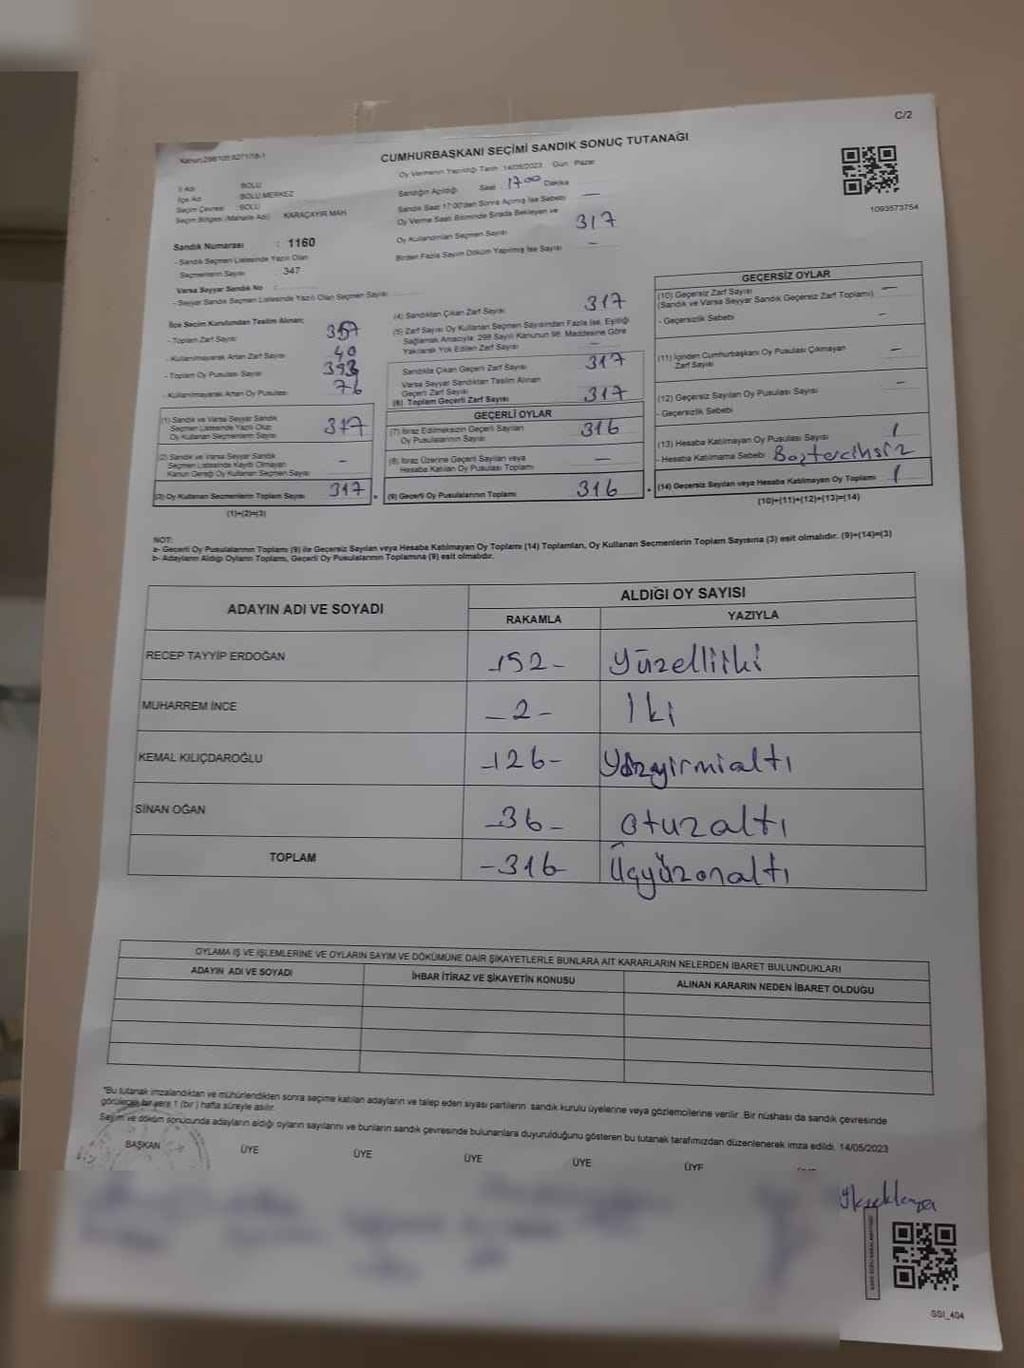 C/2
CUMHURBAŞKANI SEÇİMİ SANDIK SONUÇ TUTANAĞI
Oy Vermenin Yapıldığı Tarih : 14/05/2023 Gün : Pazar
İl Adı : BOLU
İlçe Adı : BOLU MERKEZ
Seçim Çevresi : BOLU
Seçim Bölgesi (Mahalle Adı) : KARAÇAYIR MAH.
Sandık Numarası : 1160
- Sandık Seçmen Listesinde Yazılı Olan
Seçmenlerin Sayısı : 347
Varsa Seyyar Sandık No :
- Seyyar Sandık Seçmen Listesinde Yazılı Olan Seçmen Sayısı
Sandığın Açıldığı Saat : 17 00 Dakika
Sandık Saat 17:00'den Sonra Açılmış İse Sebebi —
Oy Verme Saati Bitiminde Sırada Bekleyen ve
Oy Kullandırılan Seçmen Sayısı 317
Birden Fazla Sayım Döküm Yapılmış İse Sayısı —
1093573754
İlçe Seçim Kurulundan Teslim Alınan;
- Toplam Zarf Sayısı
- Kullanılmayarak Artan Zarf Sayısı 40
- Toplam Oy Pusulası Sayısı 393
- Kullanılmayarak Artan Oy Pusulası 76
(1) Sandık ve Varsa Seyyar Sandık
Seçmen Listesinde Yazılı Olup
Oy Kullanan Seçmenlerin Sayısı 317
(2) Sandık ve Varsa Seyyar Sandık
Seçmen Listesinde Kayıtlı Olmayan
Kanun Gereği Oy Kullanan Seçmen Sayısı —
(3) Oy Kullanan Seçmenlerin Toplam Sayısı 317
(1)+(2)=(3)
(4) Sandıktan Çıkan Zarf Sayısı 317
(5) Zarf Sayısı Oy Kullanan Seçmen Sayısından Fazla İse, Eşitliği
Sağlamak Amacıyla, 298 Sayılı Kanunun 98. Maddesine Göre
Yakılarak Yok Edilen Zarf Sayısı —
Sandıkta Çıkan Geçerli Zarf Sayısı 317
Varsa Seyyar Sandıktan Teslim Alınan
Geçerli Zarf Sayısı
(6) Toplam Geçerli Zarf Sayısı 317
GEÇERLİ OYLAR
(7) İtiraz Edilmeksizin Geçerli Sayılan
Oy Pusulasının Sayısı 316
(8) İtiraz Üzerine Geçerli Sayılan veya
Hesaba Katılan Oy Pusulası Toplamı —
(9) Geçerli Oy Pusulalarının Toplamı 316
GEÇERSİZ OYLAR
(10) Geçersiz Zarf Sayısı —
(Sandık ve Varsa Seyyar Sandık Geçersiz Zarf Toplamı)
- Geçersizlik Sebebi —
(11) İçinden Cumhurbaşkanı Oy Pusulası Çıkmayan
Zarf Sayısı —
(12) Geçersiz Sayılan Oy Pusulası Sayısı —
- Geçersizlik Sebebi
(13) Hesaba Katılmayan Oy Pusulası Sayısı 1
- Hesaba Katılmama Sebebi Boştercihsiz
(14) Geçersiz Sayılan veya Hesaba Katılmayan Oy Toplamı 1
(10)+(11)+(12)+(13)=(14)
NOT:
a- Geçerli Oy Pusulalarının Toplamı (9) ile Geçersiz Sayılan veya Hesaba Katılmayan Oy Toplamı (14) Toplamları, Oy Kullanan Seçmenlerin Toplam Sayısına (3) eşit olmalıdır. (9)+(14)=(3)
b- Adayların Aldığı Oyların Toplamı, Geçerli Oy Pusulalarının Toplamına (9) eşit olmalıdır.
ADAYIN ADI VE SOYADI ALDIĞI OY SAYISI
RAKAMLA YAZIYLA
RECEP TAYYİP ERDOĞAN -152- Yüzelliiki
MUHARREM İNCE -2- İki
KEMAL KILIÇDAROĞLU -126- Yüzyirmialtı
SİNAN OĞAN -36- Otuzaltı
TOPLAM -316- Üçyüzonaltı
OYLAMA İŞ VE İŞLEMLERİNE VE OYLARIN SAYIM VE DÖKÜMÜNE DAİR ŞİKAYETLERLE BUNLARA AİT KARARLARIN NELERDEN İBARET BULUNDUKLARI
ADAYIN ADI VE SOYADI İHBAR İTİRAZ VE ŞİKAYETİN KONUSU ALINAN KARARIN NEDEN İBARET OLDUĞU
*Bu tutanak imzalandıktan ve mühürlendikten sonra seçime katılan adayların ve talep eden siyasi partilerin sandık kurulu üyelerine veya gözlemcilerine verilir. Bir nüshası da sandık çevresinde
görülecek bir yere 1 (bir) hafta süreyle asılır.
Seçim ve döküm sonucunda adayların aldığı oyların sayılarını ve bunların sandık çevresinde bulunanlara duyurulduğunu gösteren bu tutanak tarafımızdan düzenlenerek imza edildi. 14/05/2023
BAŞKAN ÜYE ÜYE ÜYE ÜYE ÜYE
SSI_404